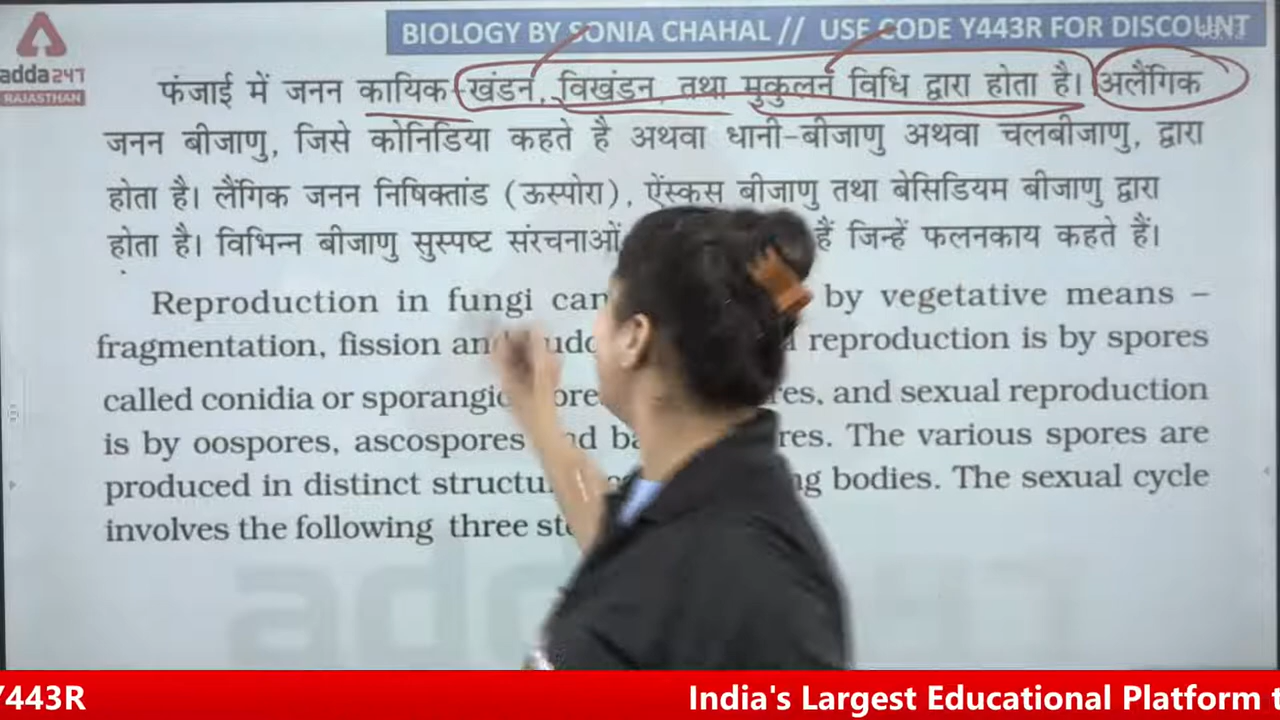 BIOLOGY BY SONIA CHAHAL // USE CODE Y443R FOR DISCOUNT
adda247
RAJASTHAN
फंजाई में जनन कायिक-खंडन, विखंडन, तथा मुकुलन विधि द्वारा होता है। अलैंगिक
जनन बीजाणु, जिसे कोनिडिया कहते है अथवा धानी-बीजाणु अथवा चलबीजाणु, द्वारा
होता है। लैंगिक जनन निषिक्तांड (ऊस्पोरा), ऐंस्कस बीजाणु तथा बेसिडियम बीजाणु द्वारा
होता है। विभिन्न बीजाणु सुस्पष्ट संरचनाओं हैं जिन्हें फलनकाय कहते हैं।
Reproduction in fungi can by vegetative means –
fragmentation, fission and reproduction is by spores
called conidia or and sexual reproduction
is by oospores, ascospores The various spores are
produced in distinct bodies. The sexual cycle
involves the following three
adda
Y443R
India's Largest Educational Platform